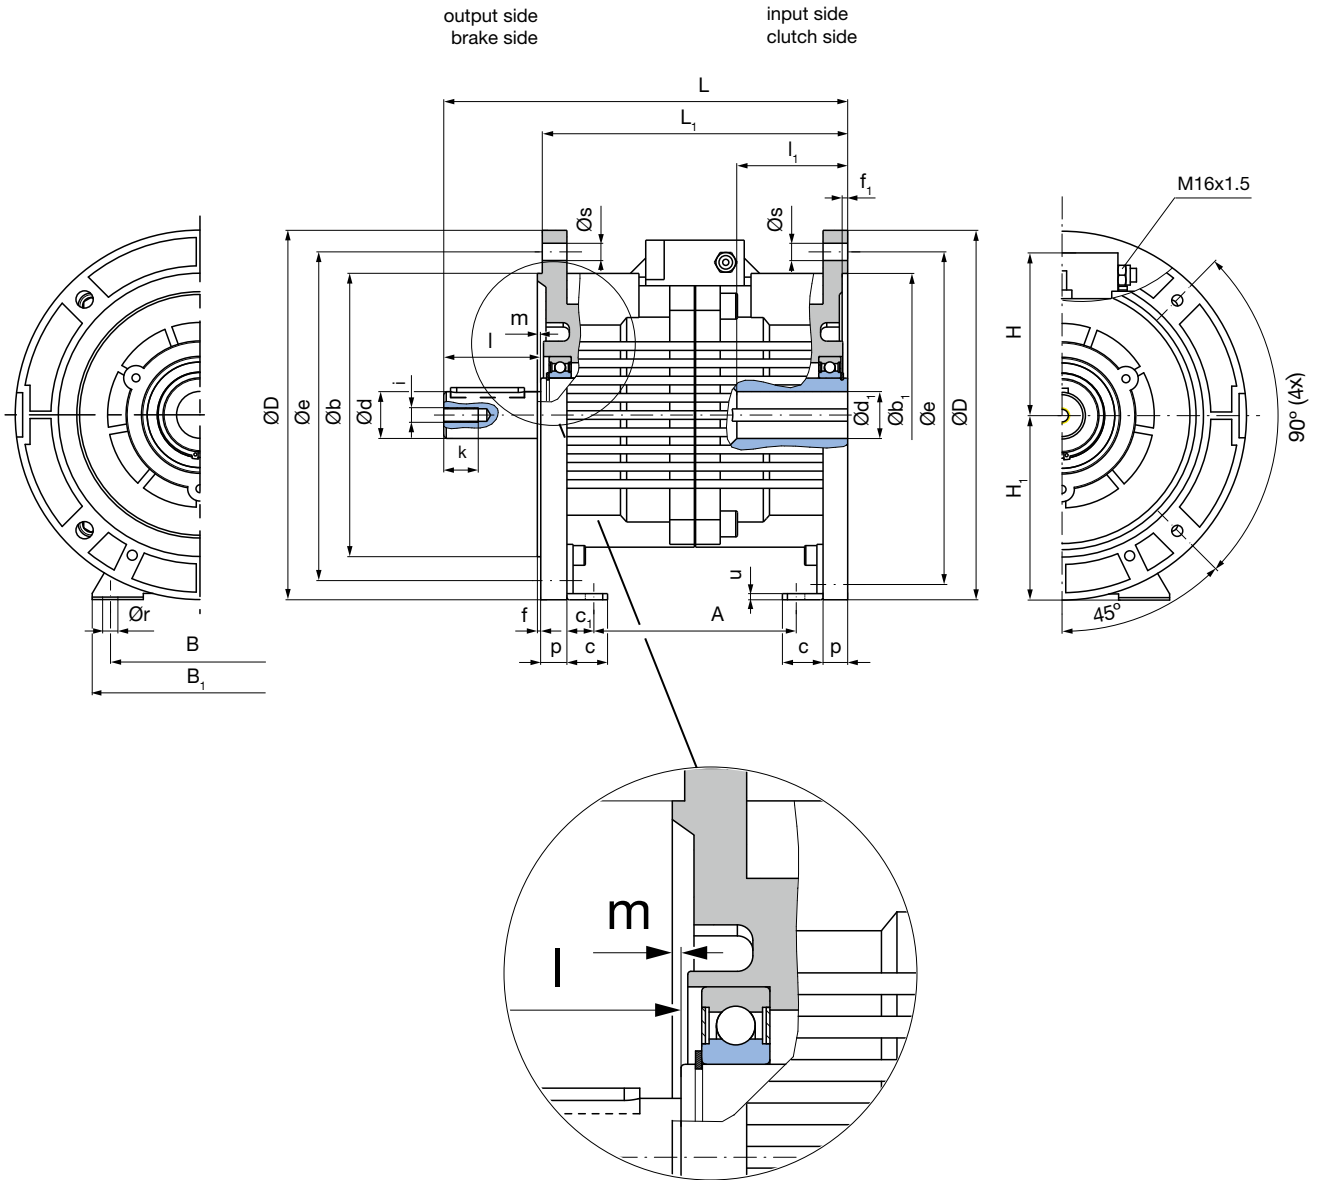 output side
brake side
input side
clutch side
L
L₁
l₁
f₁
M16x1.5
Øs
Øs
m
l
i
k
ØD
Øe
Øb
Ød
Ød₁
Øb₁
Øe
ØD
H
H₁
90° (4x)
45°
u
A
f
c₁
p
c
c
p
Ør
B
B₁
m
l